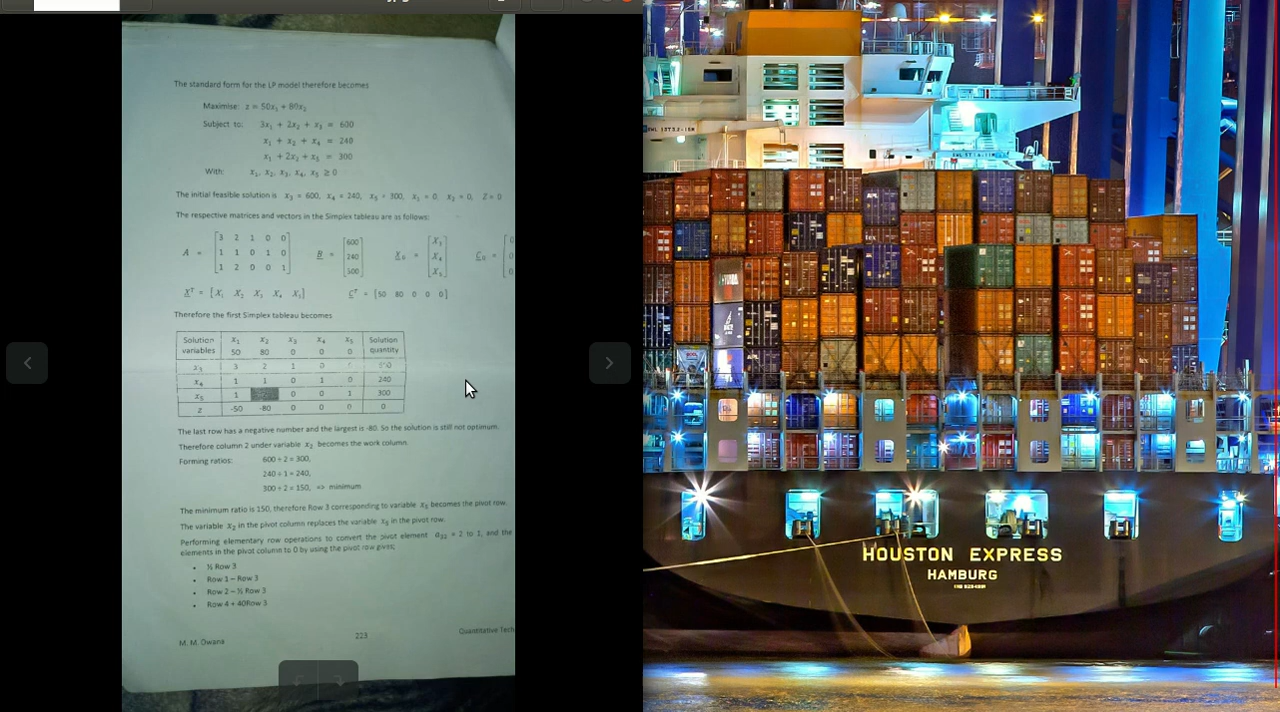 The standard form for the LP model therefore becomes
Maximise: z = 50x₁ + 80x₂
Subject to: 3x₁ + 2x₂ + x₃ = 600
x₁ + x₂ + x₄ = 240
x₁ + 2x₂ + x₅ = 300
With: x₁, x₂, x₃, x₄, x₅ ≥ 0
The initial feasible solution is x₃ = 600, x₄ = 240, x₅ = 300, x₁ = 0 x₂ = 0, Z = 0
The respective matrices and vectors in the Simplex tableau are as follows:
A = [3 2 1 0 0
1 1 0 1 0
1 2 0 0 1]
B = [600
240
300]
X₀ = [X₃
X₄
X₅]
C₀ = [0
0
0
Xᵀ = [X₁ X₂ X₃ X₄ X₅] Cᵀ = [50 80 0 0 0]
Therefore the first Simplex tableau becomes
Solution variables x₁ 50 x₂ 80 x₃ 0 x₄ 0 x₅ 0 Solution quantity
x₃ 3 2 1 0
x₄ 1 1 0 1 0 240
x₅ 1 0 0 1 300
z -50 -80 0 0 0 0
The last row has a negative number and the largest is -80. So the solution is still not optimum.
Therefore column 2 under variable x₂ becomes the work column.
Forming ratios: 600 ÷ 2 = 300,
240 ÷ 1 = 240,
300 ÷ 2 = 150, => minimum
The minimum ratio is 150, therefore Row 3 corresponding to variable X₅ becomes the pivot row.
The variable X₂ in the pivot column replaces the variable x₅ in the pivot row.
Performing elementary row operations to convert the pivot element a₃₂ = 2 to 1, and the
elements in the pivot column to 0 by using the pivot row gives;
• ½ Row 3
• Row 1 – Row 3
• Row 2 – ½ Row 3
• Row 4 + 40Row 3
M. M. Owana 223 Quantitative Tech
HOUSTON EXPRESS
HAMBURG